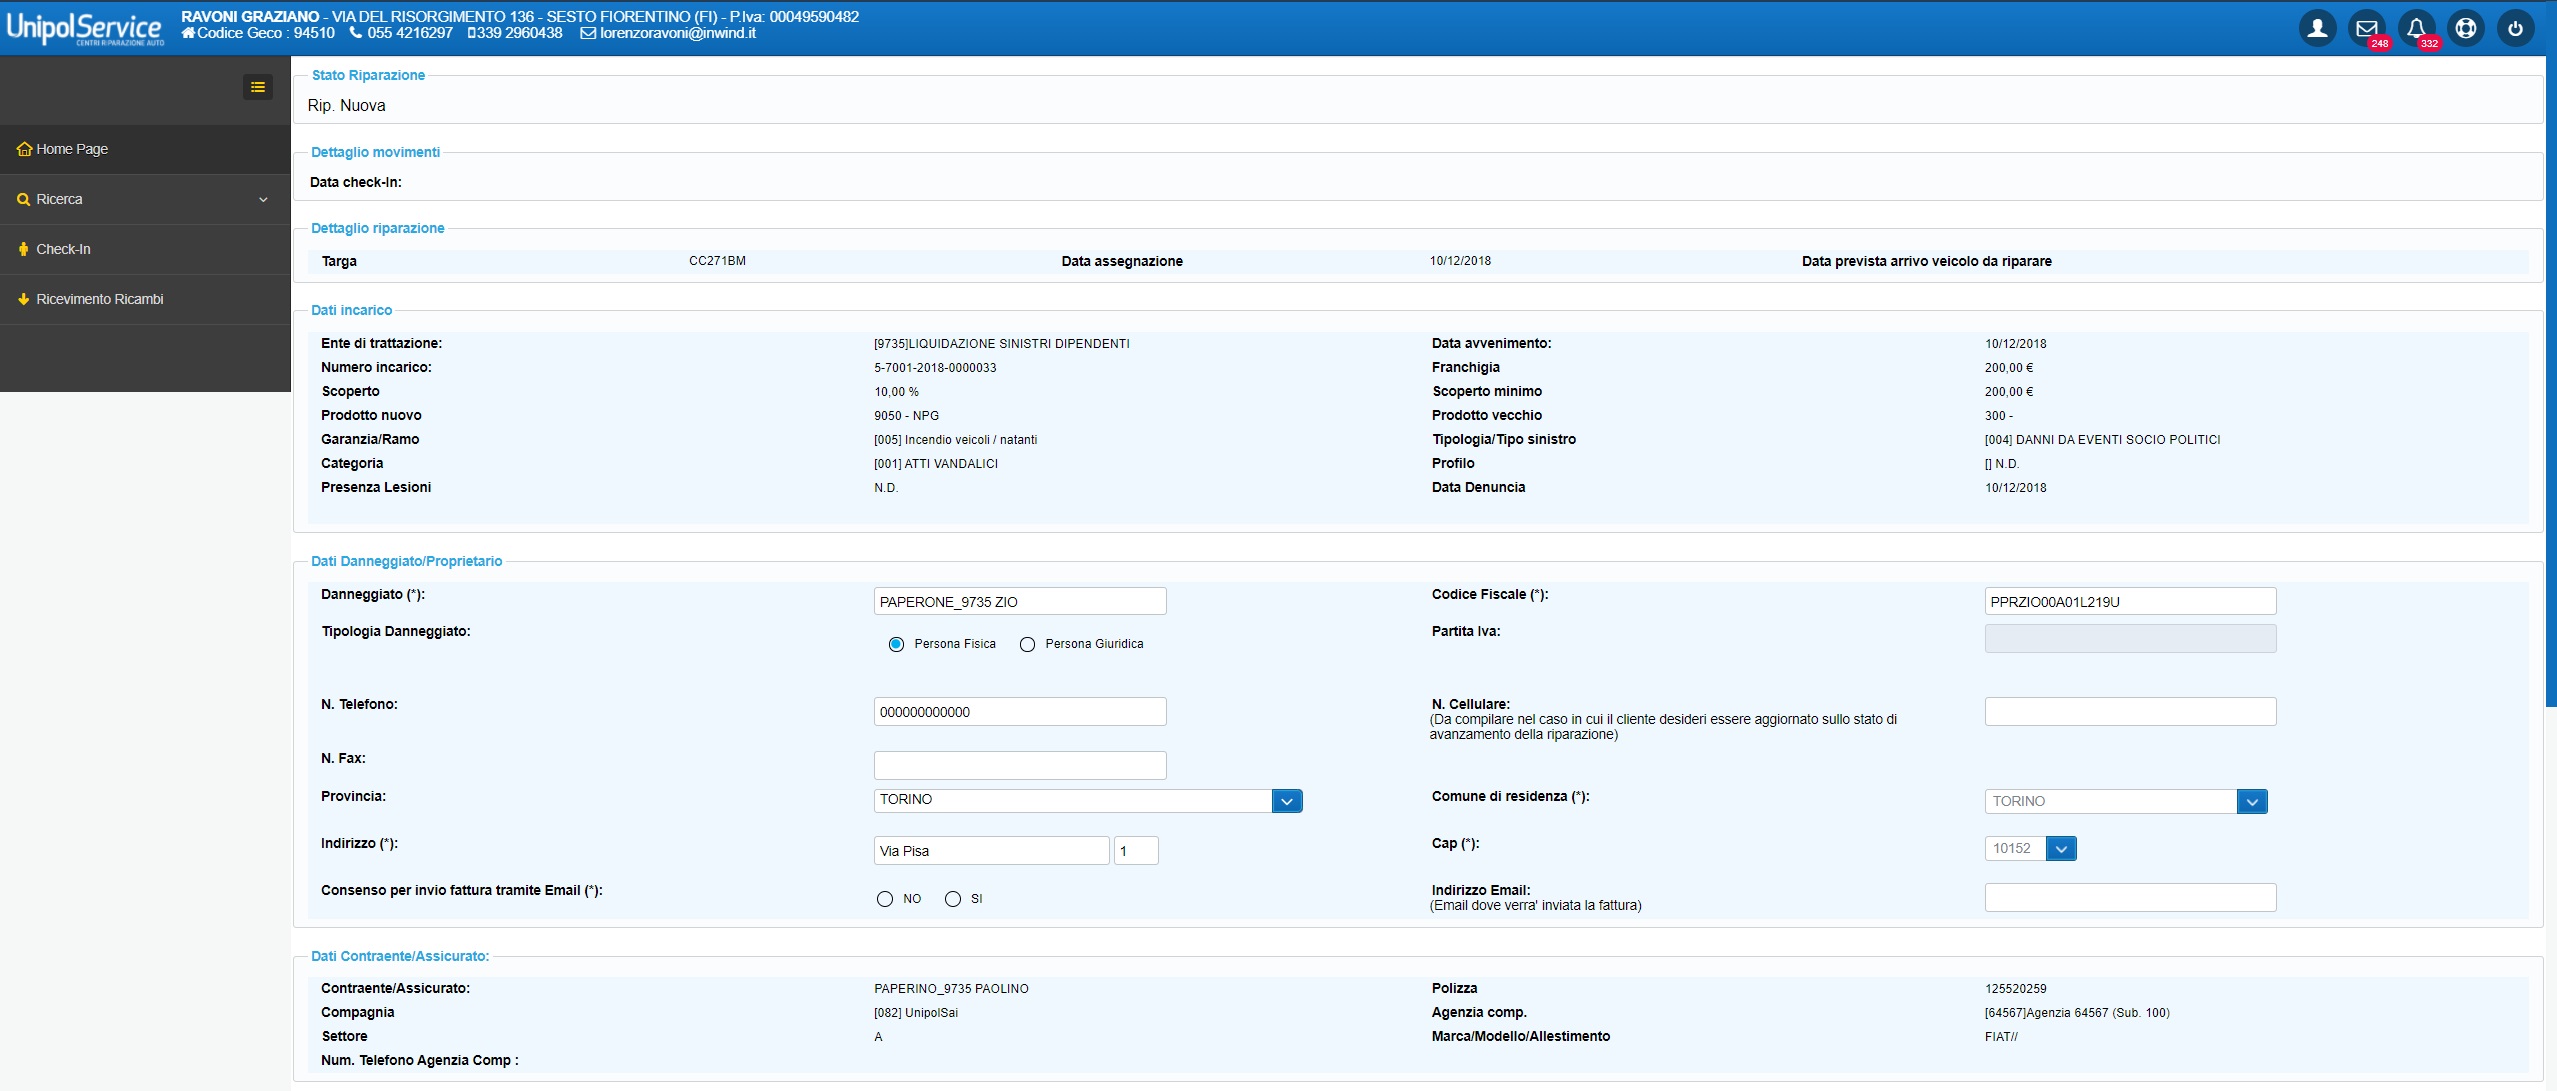 UnipolService
CENTRI RIPARAZIONE AUTO
RAVONI GRAZIANO - VIA DEL RISORGIMENTO 136 - SESTO FIORENTINO (FI) - P.Iva: 00049590482
Codice Geco : 94510 055 4216297 339 2960438 lorenzoravoni@inwind.it
248
332
Home Page
Ricerca
Check-In
Ricevimento Ricambi
Stato Riparazione
Rip. Nuova
Dettaglio movimenti
Data check-In:
Dettaglio riparazione
Targa CC271BM Data assegnazione 10/12/2018 Data prevista arrivo veicolo da riparare
Dati incarico
Ente di trattazione: [9735]LIQUIDAZIONE SINISTRI DIPENDENTI Data avvenimento: 10/12/2018
Numero incarico: 5-7001-2018-0000033 Franchigia 200,00 €
Scoperto 10,00 % Scoperto minimo 200,00 €
Prodotto nuovo 9050 - NPG Prodotto vecchio 300 -
Garanzia/Ramo [005] Incendio veicoli / natanti Tipologia/Tipo sinistro [004] DANNI DA EVENTI SOCIO POLITICI
Categoria [001] ATTI VANDALICI Profilo [] N.D.
Presenza Lesioni N.D. Data Denuncia 10/12/2018
Dati Danneggiato/Proprietario
Danneggiato (*): PAPERONE_9735 ZIO Codice Fiscale (*): PPRZIO00A01L219U
Tipologia Danneggiato: Persona Fisica Persona Giuridica Partita Iva:
N. Telefono: 000000000000 N. Cellulare:
(Da compilare nel caso in cui il cliente desideri essere aggiornato sullo stato di
avanzamento della riparazione)
N. Fax:
Provincia: TORINO Comune di residenza (*): TORINO
Indirizzo (*): Via Pisa 1 Cap (*): 10152
Consenso per invio fattura tramite Email (*): NO SI Indirizzo Email:
(Email dove verra' inviata la fattura)
Dati Contraente/Assicurato:
Contraente/Assicurato: PAPERINO_9735 PAOLINO Polizza 125520259
Compagnia [082] UnipolSai Agenzia comp. [64567]Agenzia 64567 (Sub. 100)
Settore A Marca/Modello/Allestimento FIAT//
Num. Telefono Agenzia Comp :